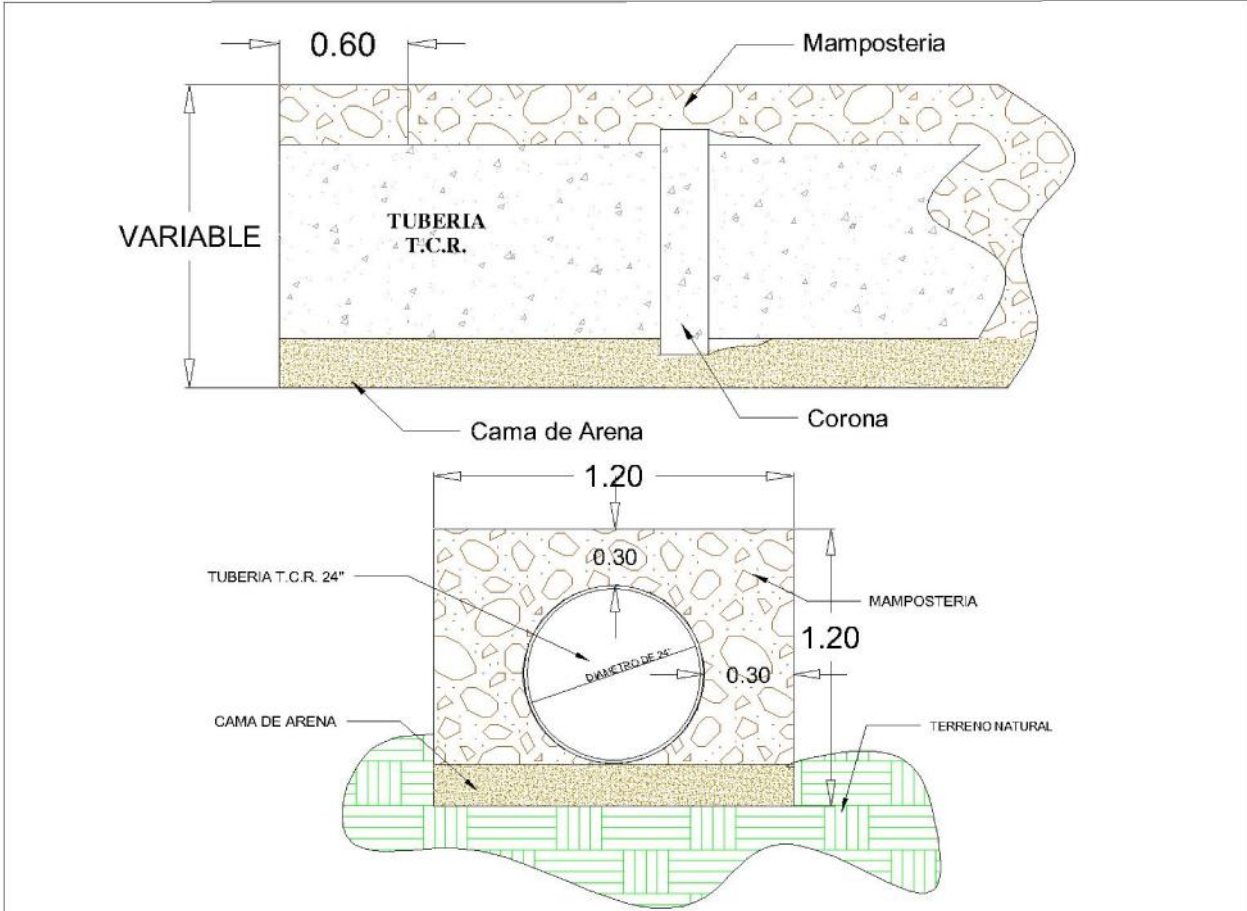 0.60
Mamposteria
VARIABLE
TUBERIA
T.C.R.
Corona
Cama de Arena
1.20
0.30
TUBERIA T.C.R. 24"
MAMPOSTERIA
1.20
DIAMETRO DE 24"
0.30
CAMA DE ARENA
TERRENO NATURAL